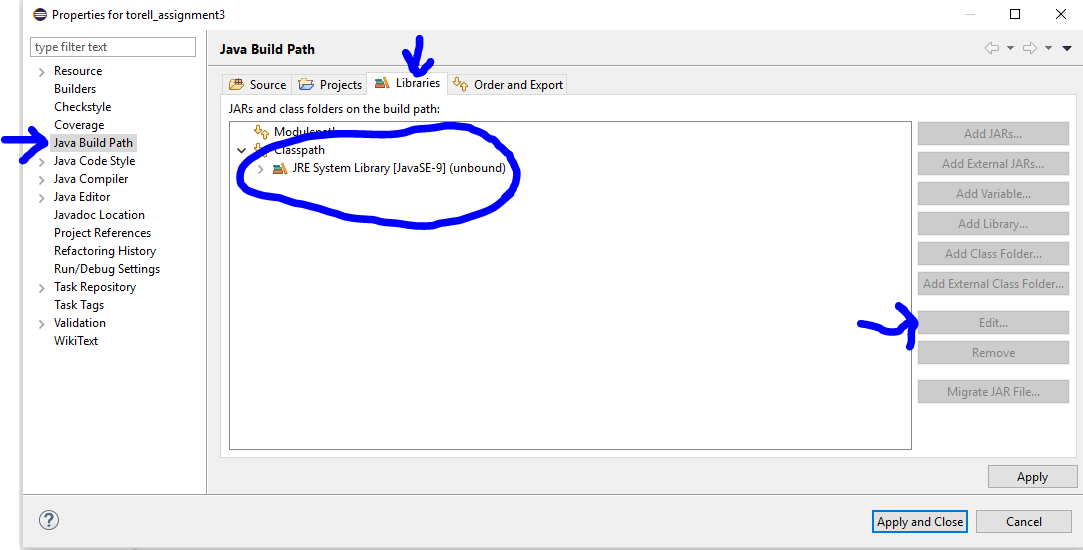 Properties for torell_assignment3
type filter text
Resource
Builders
Checkstyle
Coverage
Java Build Path
Java Code Style
Java Compiler
Java Editor
Javadoc Location
Project References
Refactoring History
Run/Debug Settings
Task Repository
Task Tags
Validation
WikiText
Java Build Path
Source Projects Libraries Order and Export
JARs and class folders on the build path:
Modulepath
Classpath
JRE System Library [JavaSE-9] (unbound)
Add JARs...
Add External JARs...
Add Variable...
Add Library...
Add Class Folder...
Add External Class Folder...
Edit...
Remove
Migrate JAR File...
Apply
? Apply and Close Cancel